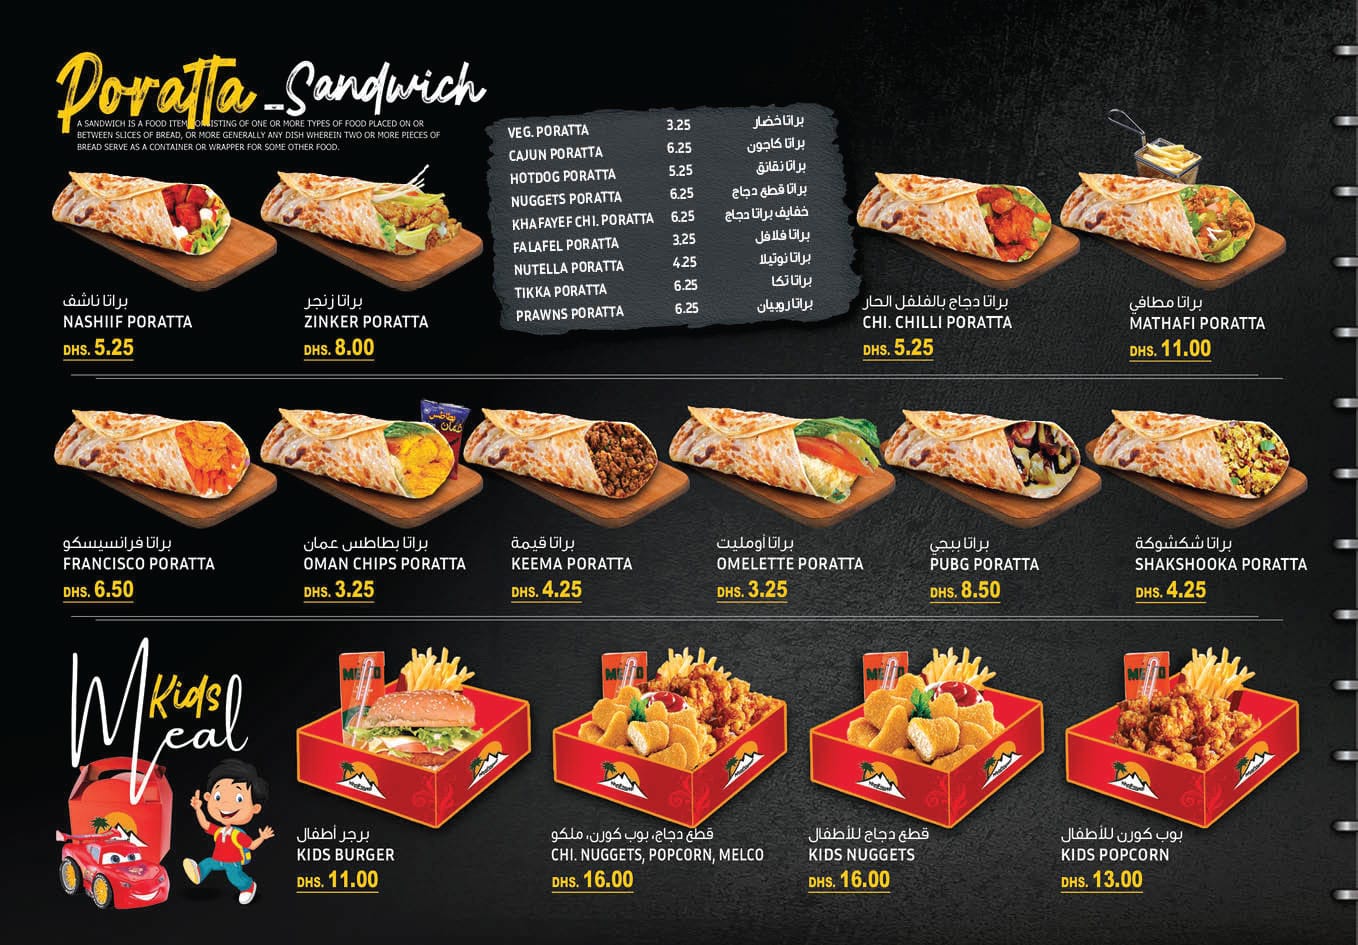 Poratta - Sandwich
A SANDWICH IS A FOOD ITEM CONSISTING OF ONE OR MORE TYPES OF FOOD PLACED ON OR
BETWEEN SLICES OF BREAD, OR MORE GENERALLY ANY DISH WHEREIN TWO OR MORE PIECES OF
BREAD SERVE AS A CONTAINER OR WRAPPER FOR SOME OTHER FOOD.
VEG. PORATTA 3.25 براتا خضار
CAJUN PORATTA 6.25 براتا كاجون
HOTDOG PORATTA 5.25 براتا نقانق
NUGGETS PORATTA 6.25 براتا قطع دجاج
KHAFAYEF CHI. PORATTA 6.25 خفايف براتا دجاج
FALAFEL PORATTA 3.25 براتا فلافل
NUTELLA PORATTA 4.25 براتا نوتيلا
TIKKA PORATTA 6.25 براتا تكا
PRAWNS PORATTA 6.25 براتا روبيان
براتا ناشف
NASHIIF PORATTA
DHS. 5.25
براتا زنجر
ZINKER PORATTA
DHS. 8.00
براتا دجاج بالفلفل الحار
CHI. CHILLI PORATTA
DHS. 5.25
براتا مطافي
MATHAFI PORATTA
DHS. 11.00
بطاطس
عمان
براتا فرانسيسكو
FRANCISCO PORATTA
DHS. 6.50
براتا بطاطس عمان
OMAN CHIPS PORATTA
DHS. 3.25
براتا قيمة
KEEMA PORATTA
DHS. 4.25
براتا أومليت
OMELETTE PORATTA
DHS. 3.25
براتا ببجي
PUBG PORATTA
DHS. 8.50
براتا شكشوكة
SHAKSHOOKA PORATTA
DHS. 4.25
Kids
Meal
برجر أطفال
KIDS BURGER
DHS. 11.00
قطع دجاج، بوب كورن، ملكو
CHI. NUGGETS, POPCORN, MELCO
DHS. 16.00
قطع دجاج للأطفال
KIDS NUGGETS
DHS. 16.00
بوب كورن للأطفال
KIDS POPCORN
DHS. 13.00